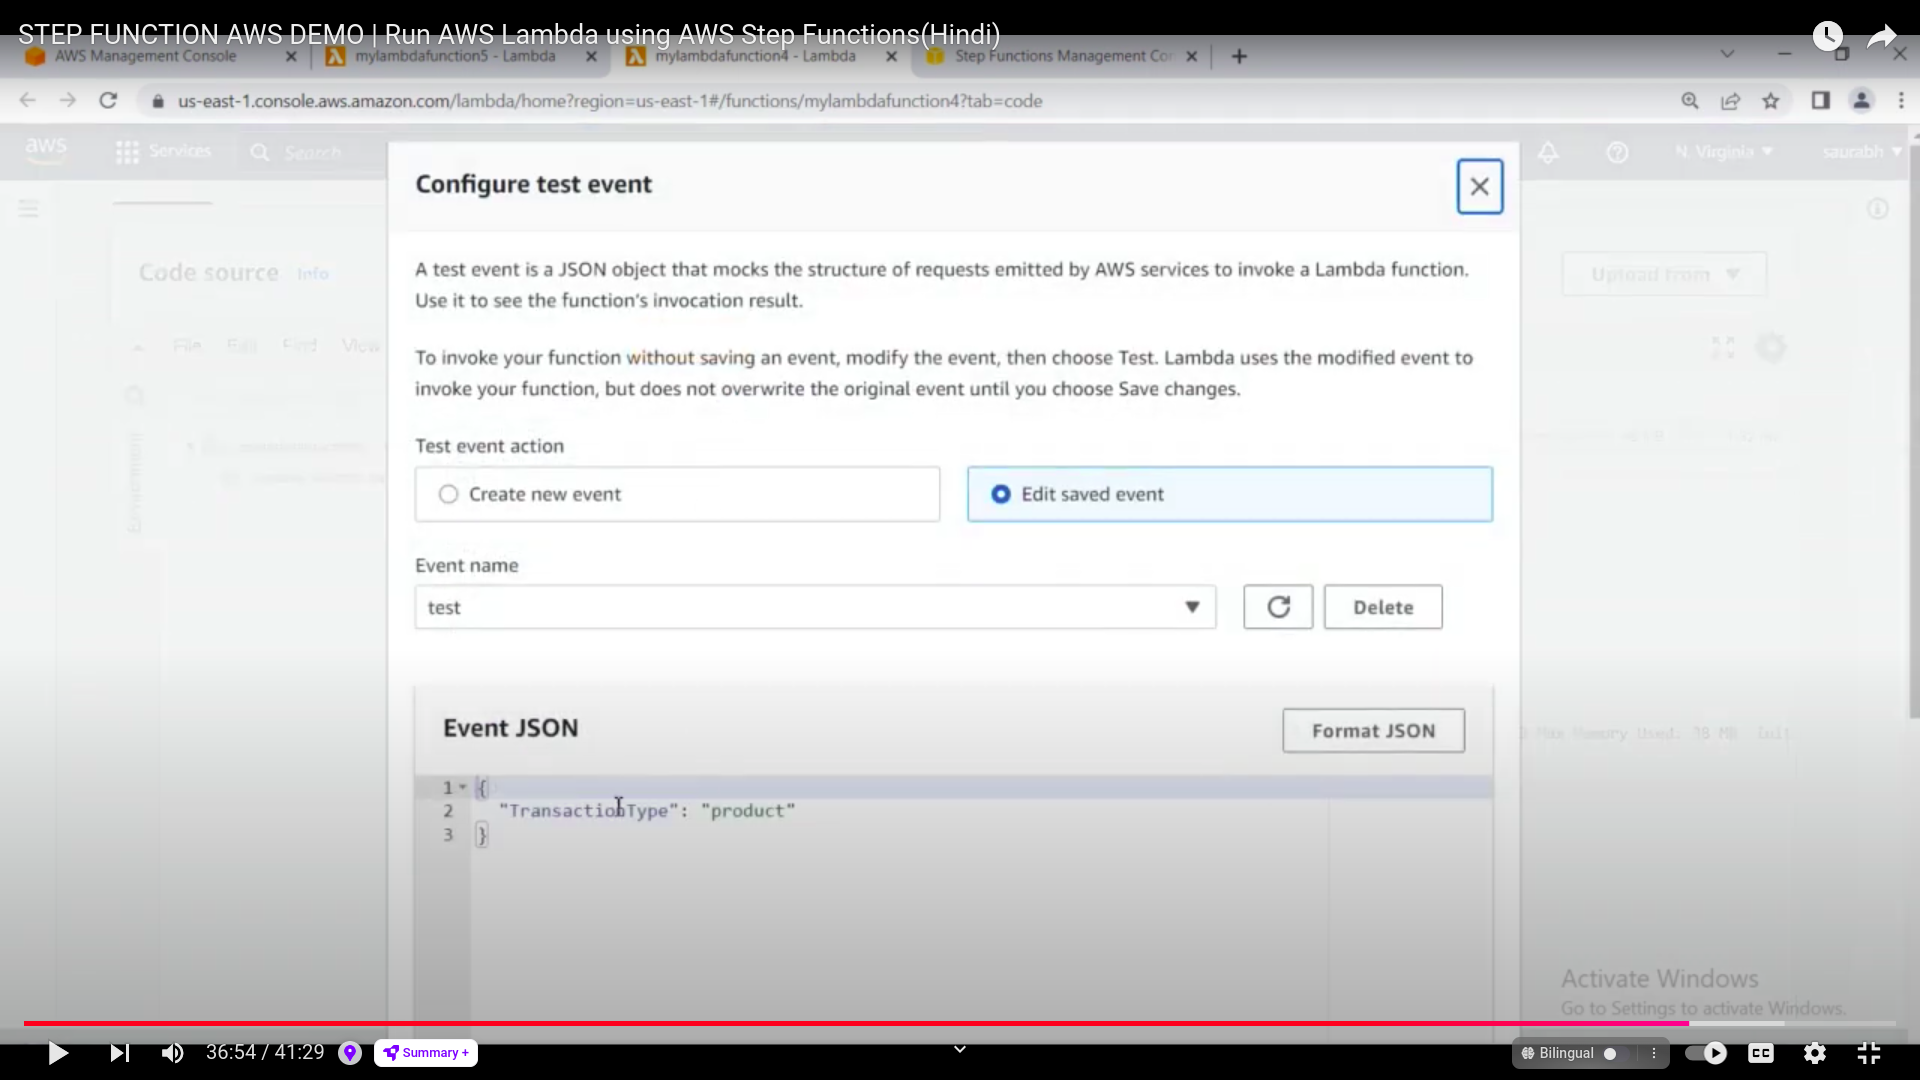 STEP FUNCTION AWS DEMO | Run AWS Lambda using AWS Step Functions(Hindi)
AWS Management Console
mylambdafunction5 - Lambda
mylambdafunction4 - Lambda
Step Functions Management Con
us-east-1.console.aws.amazon.com/lambda/home?region=us-east-1#/functions/mylambdafunction4?tab=code
aws
Services
Search
N. Virginia
saurabh
Configure test event
A test event is a JSON object that mocks the structure of requests emitted by AWS services to invoke a Lambda function.
Use it to see the function's invocation result.
Code source Info
Upload from
File Edit Find View
To invoke your function without saving an event, modify the event, then choose Test. Lambda uses the modified event to
invoke your function, but does not overwrite the original event until you choose Save changes.
Test event action
Create new event
Edit saved event
Environment
Event name
test
Delete
Event JSON
Format JSON
Max Memory Used: 38 MB
1 {
2 "TransactionType": "product"
3 }
Activate Windows
Go to Settings to activate Windows.
36:54 / 41:29
Summary +
Bilingual
CC